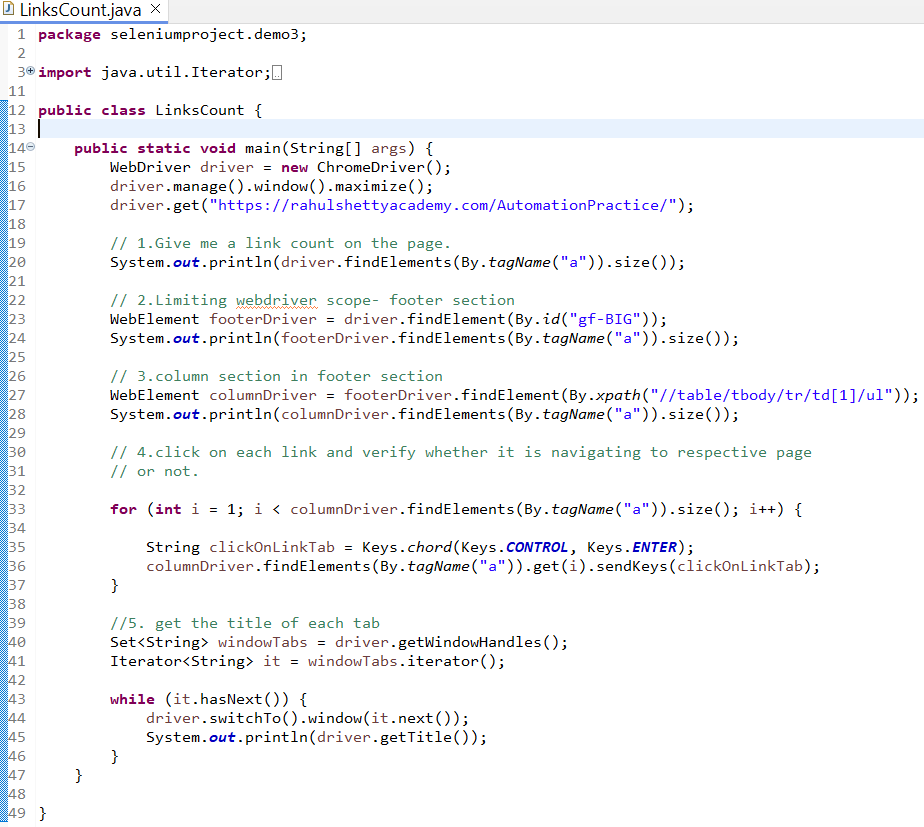 LinksCount.java
1 package seleniumproject.demo3;
2
3 import java.util.Iterator;
11
12 public class LinksCount {
13
14     public static void main(String[] args) {
15         WebDriver driver = new ChromeDriver();
16         driver.manage().window().maximize();
17         driver.get("https://rahulshettyacademy.com/AutomationPractice/");
18
19         // 1.Give me a link count on the page.
20         System.out.println(driver.findElements(By.tagName("a")).size());
21
22         // 2.Limiting webdriver scope- footer section
23         WebElement footerDriver = driver.findElement(By.id("gf-BIG"));
24         System.out.println(footerDriver.findElements(By.tagName("a")).size());
25
26         // 3.column section in footer section
27         WebElement columnDriver = footerDriver.findElement(By.xpath("//table/tbody/tr/td[1]/ul"));
28         System.out.println(columnDriver.findElements(By.tagName("a")).size());
29
30         // 4.click on each link and verify whether it is navigating to respective page
31         // or not.
32
33         for (int i = 1; i < columnDriver.findElements(By.tagName("a")).size(); i++) {
34
35             String clickOnLinkTab = Keys.chord(Keys.CONTROL, Keys.ENTER);
36             columnDriver.findElements(By.tagName("a")).get(i).sendKeys(clickOnLinkTab);
37         }
38
39         //5. get the title of each tab
40         Set<String> windowTabs = driver.getWindowHandles();
41         Iterator<String> it = windowTabs.iterator();
42
43         while (it.hasNext()) {
44             driver.switchTo().window(it.next());
45             System.out.println(driver.getTitle());
46         }
47     }
48
49 }